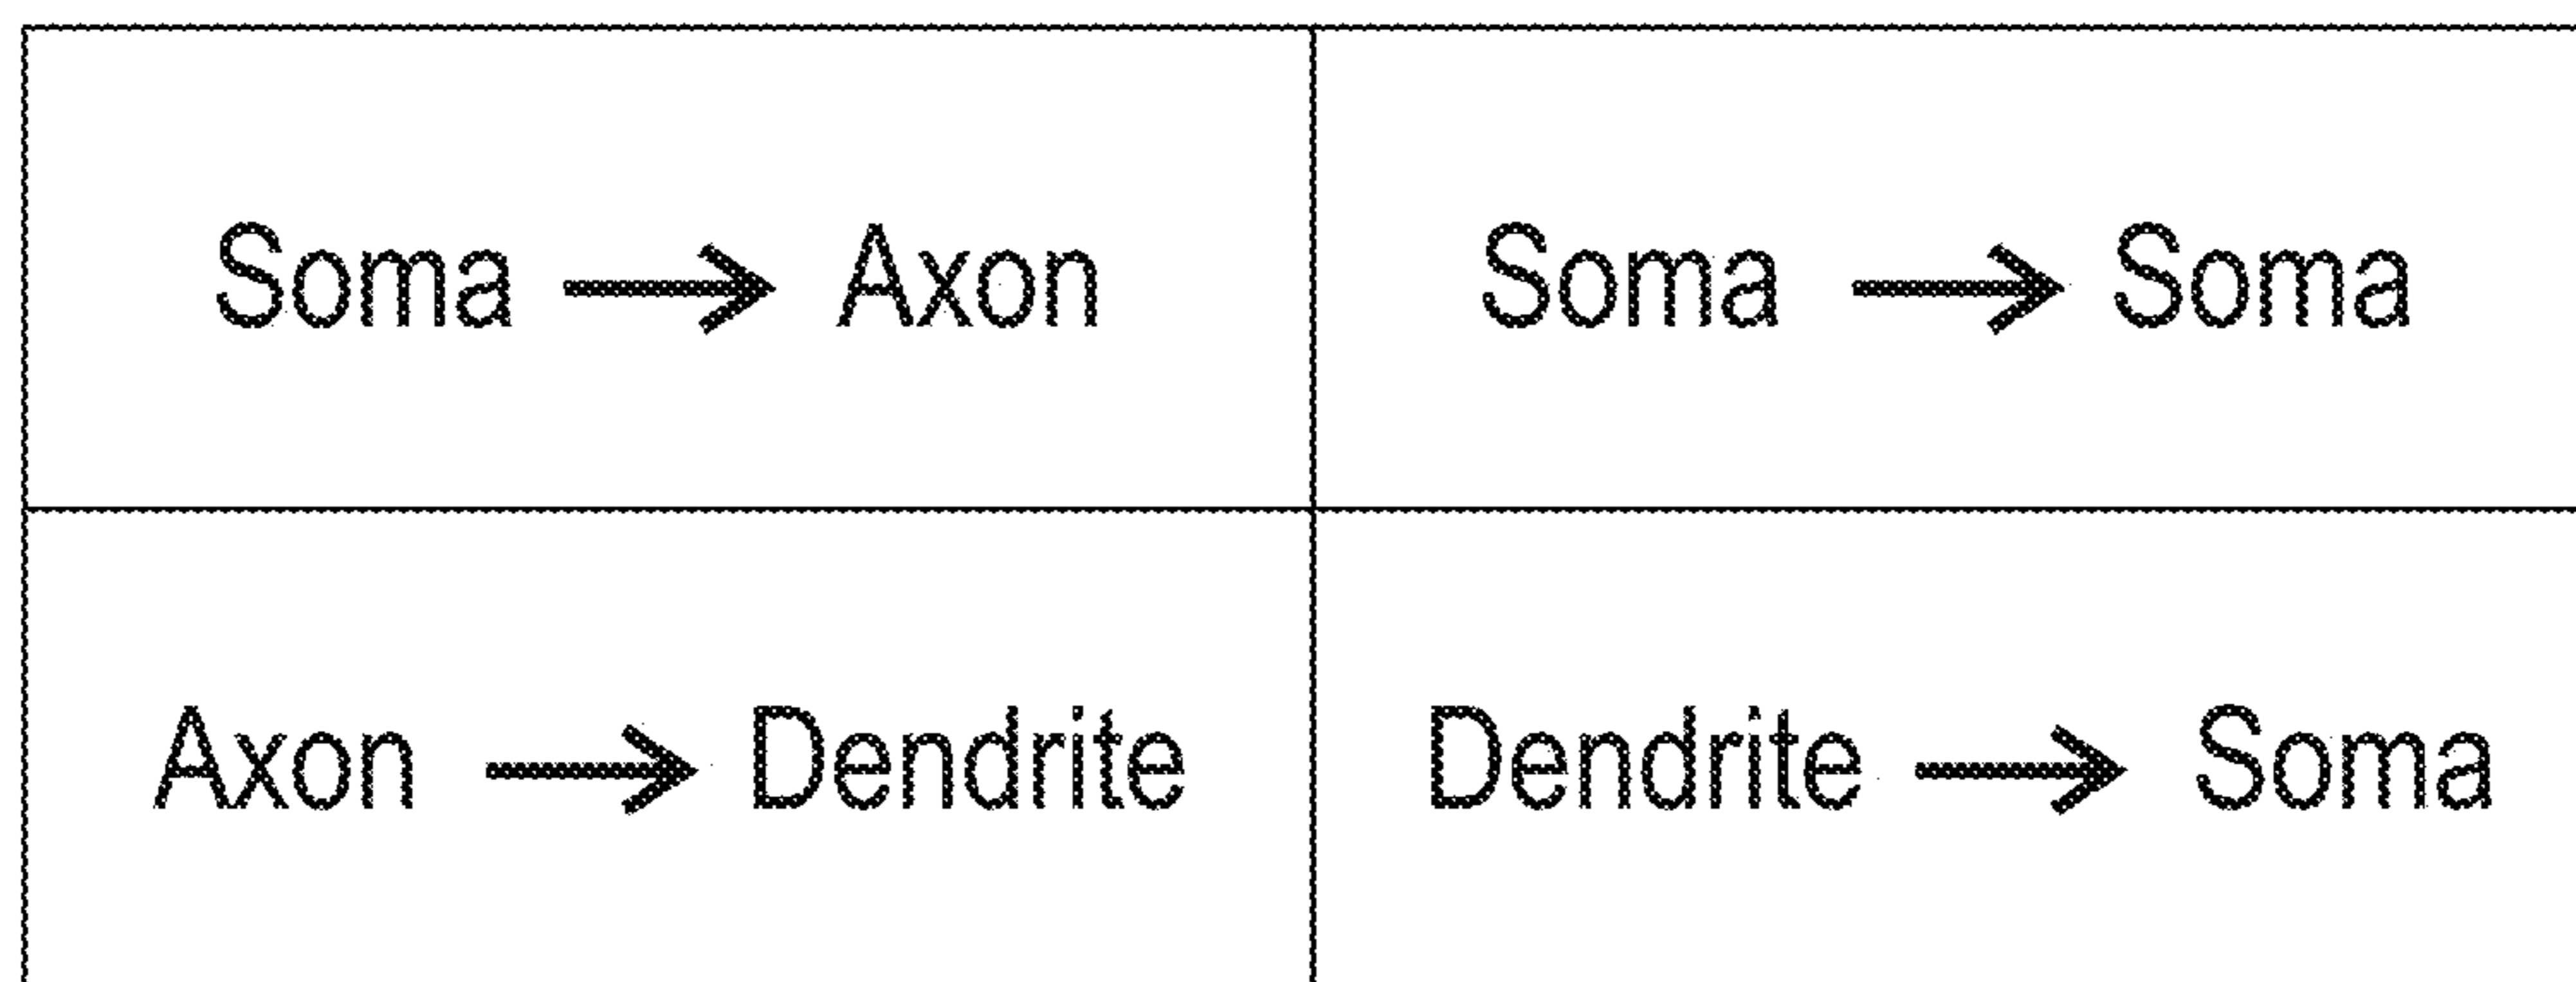 Soma → Axon
Soma → Soma
Axon → Dendrite
Dendrite → Soma